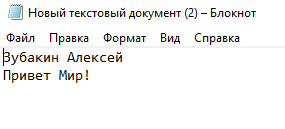 Новый текстовый документ (2) – Блокнот
Файл Правка Формат Вид Справка
Зубакин Алексей
Привет Мир!